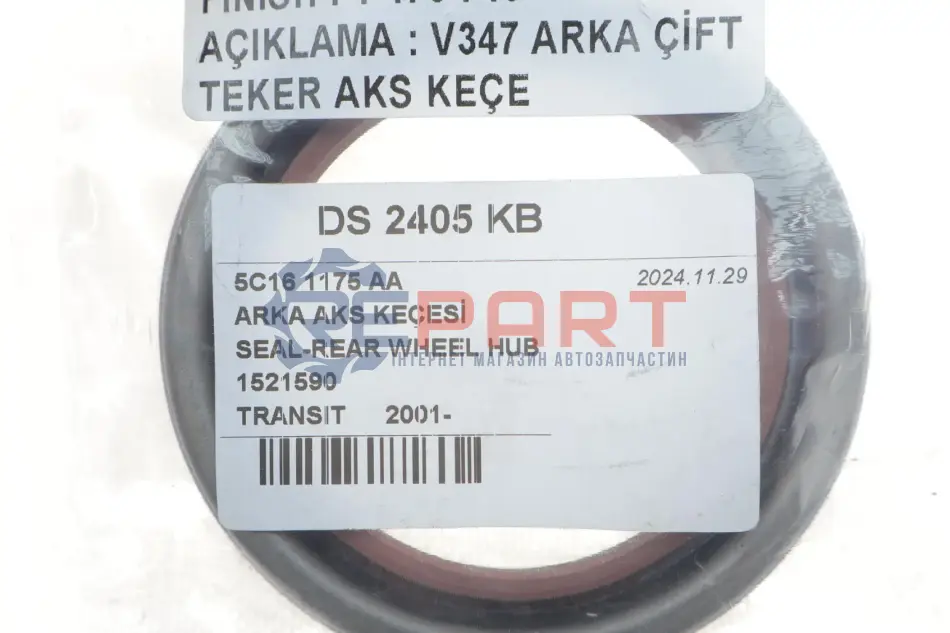 AÇIKLAMA : V347 ARKA ÇİFT
TEKER AKS KEÇE
DS 2405 KB
5C16 1175 AA
2024.11.29
ARKA AKS KEÇESİ
SEAL-REAR WHEEL HUB
1521590
TRANSIT 2001-
REPART
ІНТЕРНЕТ МАГАЗИН АВТОЗАПЧАСТИН